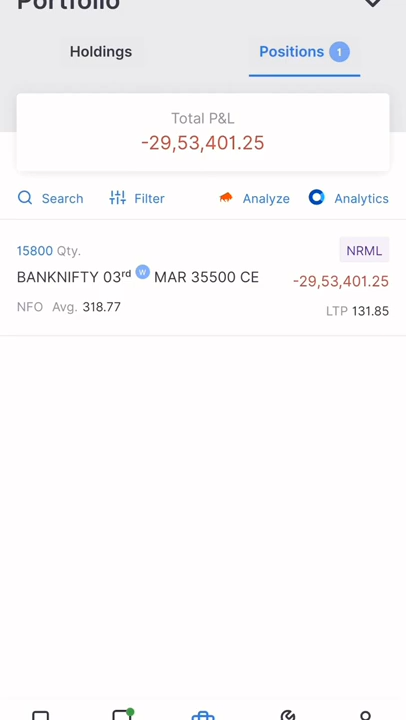 Portfolio
Holdings
Positions 1
Total P&L
-29,53,401.25
Search
Filter
Analyze
Analytics
15800 Qty.
NRML
BANKNIFTY 03rd W MAR 35500 CE
-29,53,401.25
NFO Avg. 318.77
LTP 131.85